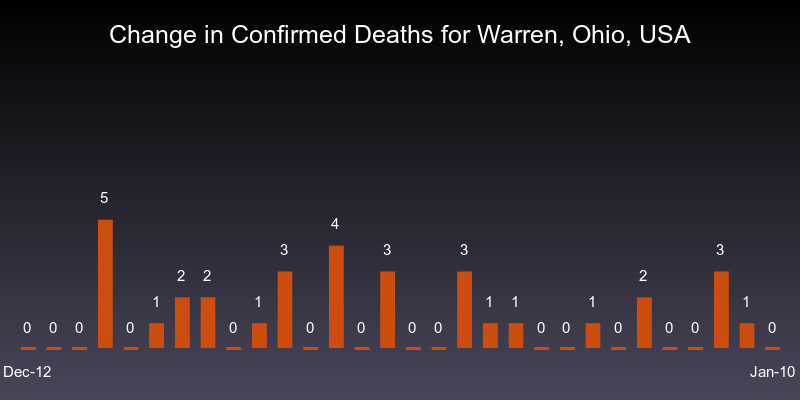 Change in Confirmed Deaths for Warren, Ohio, USA
5
4
3 3 3 3
2 2 2
1 1 1 1 1 1
0 0 0 0 0 0 0 0 0 0 0 0 0 0 0
Dec-12 Jan-10